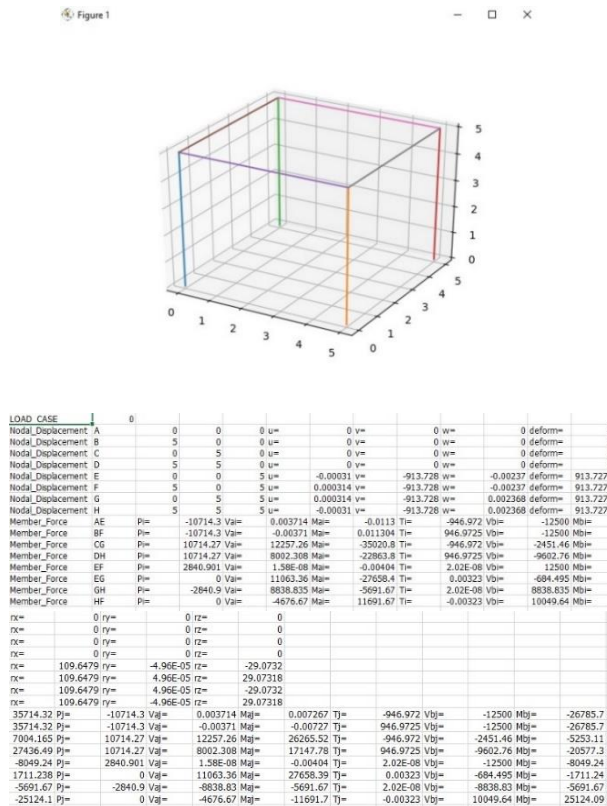 Figure 1
5
4
3
2
1
0
5
4
3
2
1
0
0
1
2
3
4
5
LOAD CASE 0
Nodal_Displacement A 0 0 0 u= 0 v= 0 w= 0 deform=
Nodal_Displacement B 5 0 0 u= 0 v= 0 w= 0 deform=
Nodal_Displacement C 0 5 0 u= 0 v= 0 w= 0 deform=
Nodal_Displacement D 5 5 0 u= 0 v= 0 w= 0 deform=
Nodal_Displacement E 0 0 5 u= -0.00031 v= -913.728 w= -0.00237 deform= 913.727
Nodal_Displacement F 5 0 5 u= 0.000314 v= -913.728 w= -0.00237 deform= 913.727
Nodal_Displacement G 0 5 5 u= 0.000314 v= -913.728 w= 0.002368 deform= 913.727
Nodal_Displacement H 5 5 5 u= -0.00031 v= -913.728 w= 0.002368 deform= 913.727
Member_Force AE Pi= -10714.3 Vai= 0.003714 Mai= -0.0113 Ti= -946.972 Vbi= -12500 Mbi=
Member_Force BF Pi= -10714.3 Vai= -0.00371 Mai= 0.011304 Ti= 946.9725 Vbi= -12500 Mbi=
Member_Force CG Pi= 10714.27 Vai= 12257.26 Mai= -35020.8 Ti= -946.972 Vbi= -2451.46 Mbi=
Member_Force DH Pi= 10714.27 Vai= 8002.308 Mai= -22863.8 Ti= 946.9725 Vbi= -9602.76 Mbi=
Member_Force EF Pi= 2840.901 Vai= 1.58E-08 Mai= -0.00404 Ti= 2.02E-08 Vbi= 12500 Mbi=
Member_Force EG Pi= 0 Vai= 11063.36 Mai= -27658.4 Ti= 0.00323 Vbi= -684.495 Mbi=
Member_Force GH Pi= -2840.9 Vai= 8838.835 Mai= -5691.67 Ti= 2.02E-08 Vbi= 8838.835 Mbi=
Member_Force HF Pi= 0 Vai= -4676.67 Mai= 11691.67 Ti= -0.00323 Vbi= 10049.64 Mbi=
rx= 0 ry= 0 rz= 0
rx= 0 ry= 0 rz= 0
rx= 0 ry= 0 rz= 0
rx= 0 ry= 0 rz= 0
rx= 109.6479 ry= -4.96E-05 rz= -29.0732
rx= 109.6479 ry= 4.96E-05 rz= 29.07318
rx= 109.6479 ry= 4.96E-05 rz= -29.0732
rx= 109.6479 ry= -4.96E-05 rz= 29.07318
35714.32 Pj= -10714.3 Vaj= 0.003714 Maj= 0.007267 Tj= -946.972 Vbj= -12500 Mbj= -26785.7
35714.32 Pj= -10714.3 Vaj= -0.00371 Maj= -0.00727 Tj= 946.9725 Vbj= -12500 Mbj= -26785.7
7004.165 Pj= 10714.27 Vaj= 12257.26 Maj= 26265.52 Tj= -946.972 Vbj= -2451.46 Mbj= -5253.11
27436.49 Pj= 10714.27 Vaj= 8002.308 Maj= 17147.78 Tj= 946.9725 Vbj= -9602.76 Mbj= -20577.3
-8049.24 Pj= 2840.901 Vaj= 1.58E-08 Maj= -0.00404 Tj= 2.02E-08 Vbj= -12500 Mbj= -8049.24
1711.238 Pj= 0 Vaj= 11063.36 Maj= 27658.39 Tj= 0.00323 Vbj= -684.495 Mbj= -1711.24
-5691.67 Pj= -2840.9 Vaj= -8838.83 Maj= -5691.67 Tj= 2.02E-08 Vbj= -8838.83 Mbj= -5691.67
-25124.1 Pj= 0 Vaj= -4676.67 Maj= -11691.7 Tj= -0.00323 Vbj= 10049.64 Mbj= 25124.09